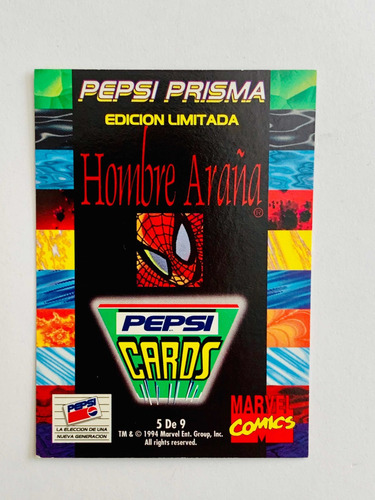 PEPSI PRISMA
EDICION LIMITADA
Hombre Araña
®
PEPSI
CARDS
PEPSI
LA ELECCION DE UNA
NUEVA GENERACION
5 De 9
TM & © 1994 Marvel Ent. Group, Inc.
All rights reserved.
MARVEL
COMICS